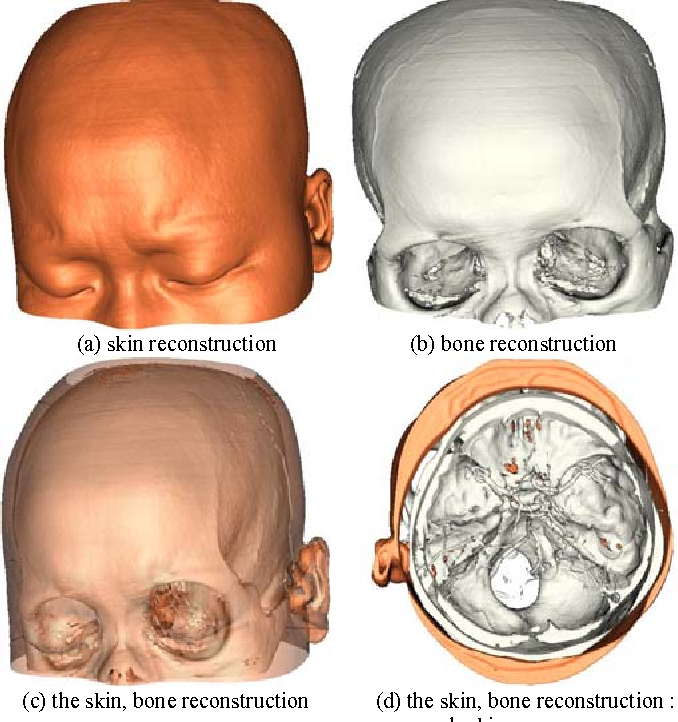 (a) skin reconstruction
(b) bone reconstruction
(c) the skin, bone reconstruction
(d) the skin, bone reconstruction :